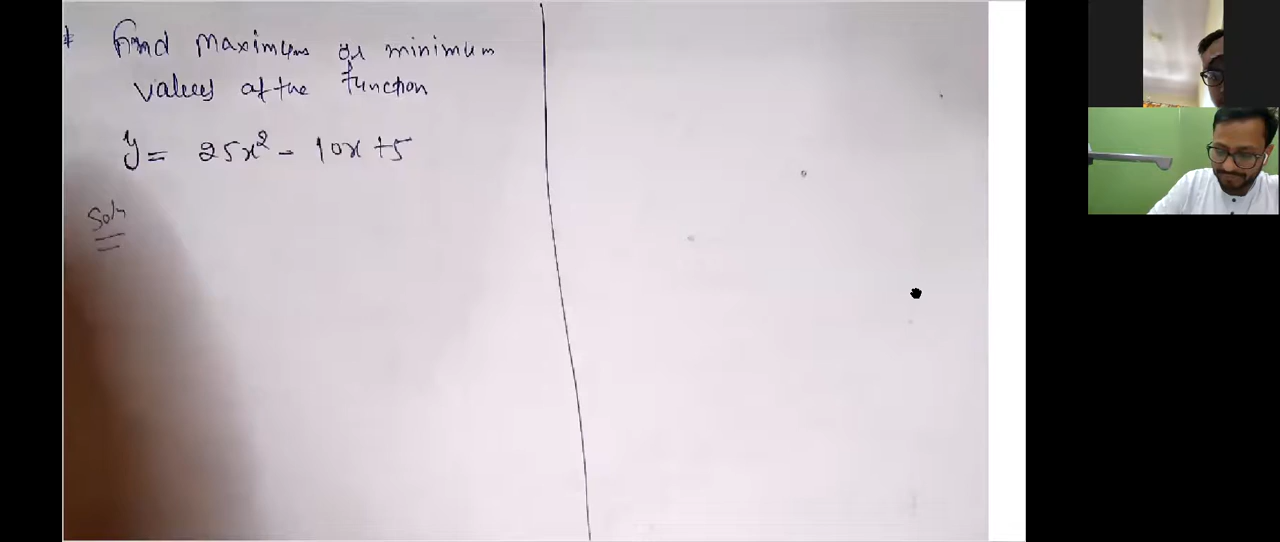 * Find maximum or minimum
values of the function
y = 25x² - 10x + 5
Soln